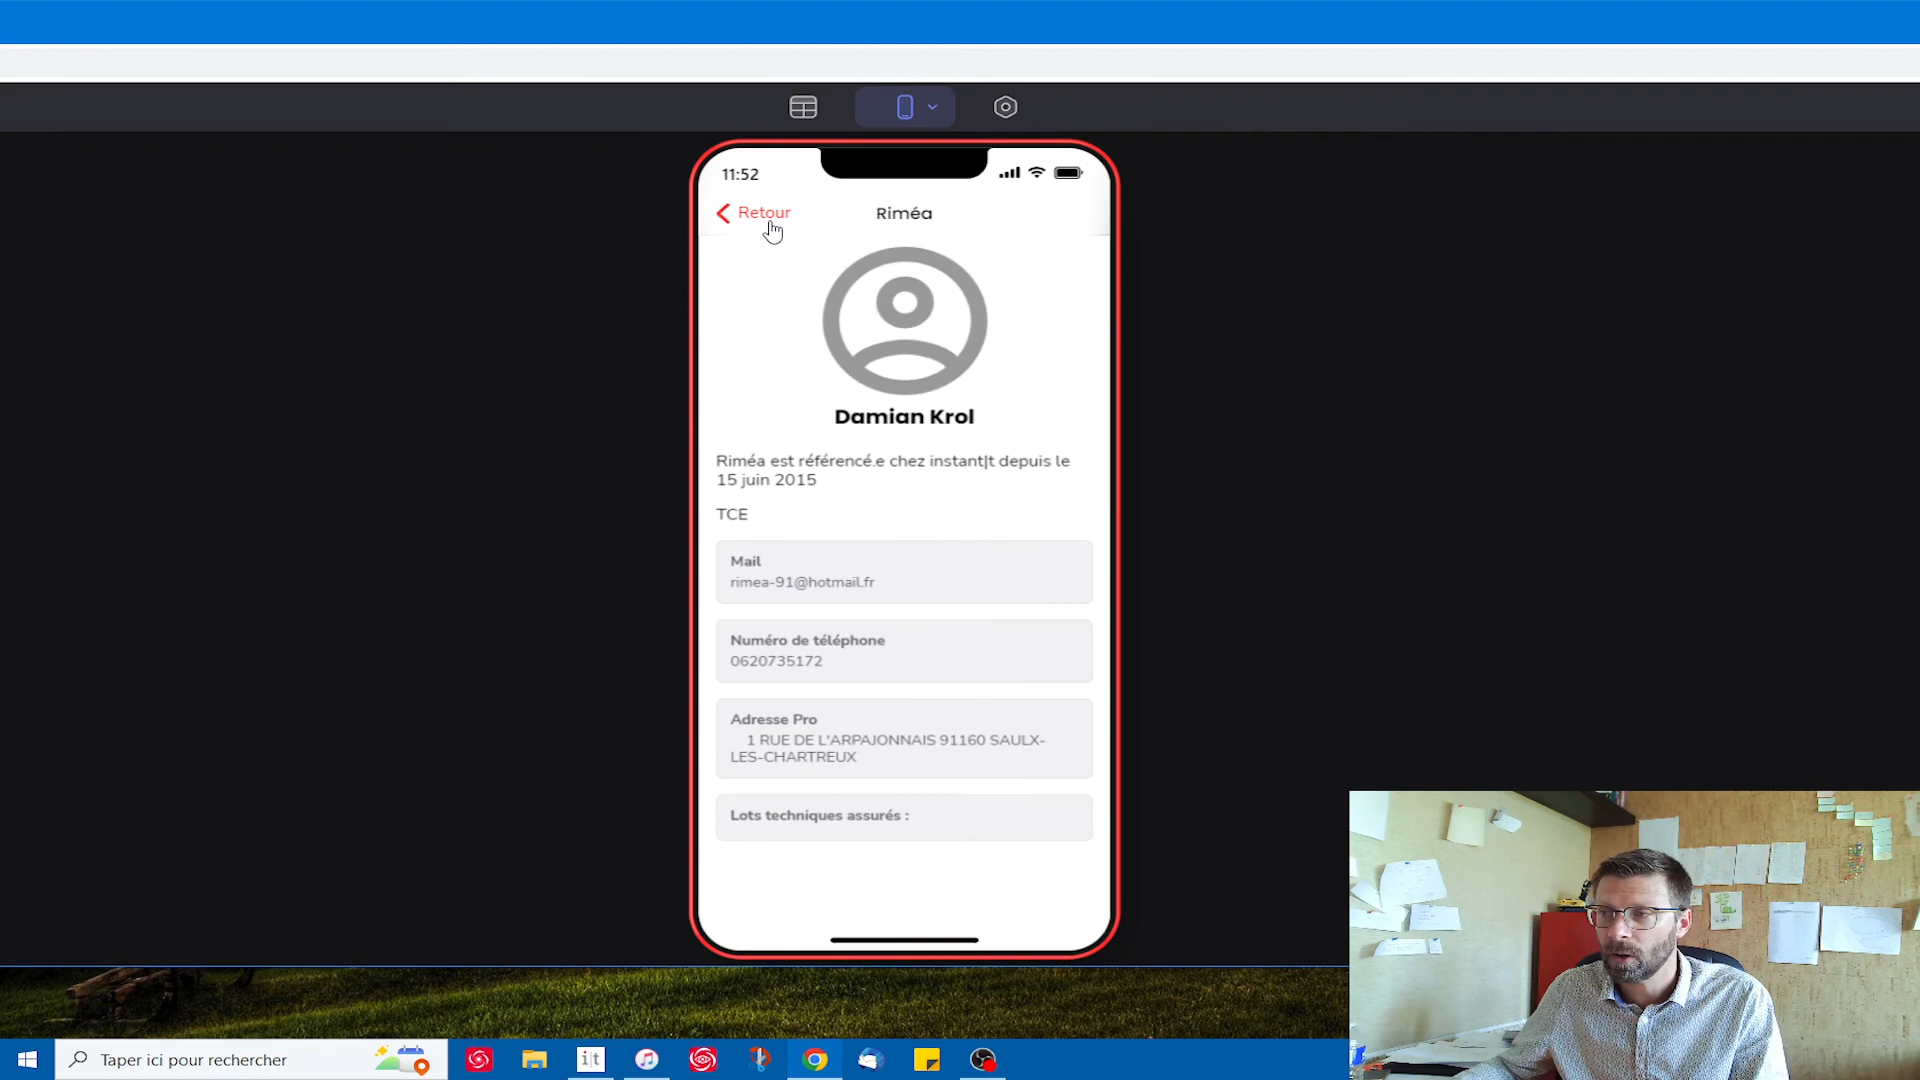 11:52
Retour
Riméa
Damian Krol
Riméa est référencé.e chez instant|t depuis le
15 juin 2015
TCE
Mail
rimea-91@hotmail.fr
Numéro de téléphone
0620735172
Adresse Pro
1 RUE DE L'ARPAJONNAIS 91160 SAULX-
LES-CHARTREUX
Lots techniques assurés :
Taper ici pour rechercher
i|t